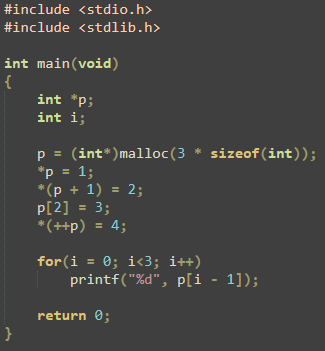 #include <stdio.h>
#include <stdlib.h>
int main(void)
{
int *p;
int i;
p = (int*)malloc(3 * sizeof(int));
*p = 1;
*(p + 1) = 2;
p[2] = 3;
*(++p) = 4;
for(i = 0; i<3; i++)
printf("%d", p[i - 1]);
return 0;
}